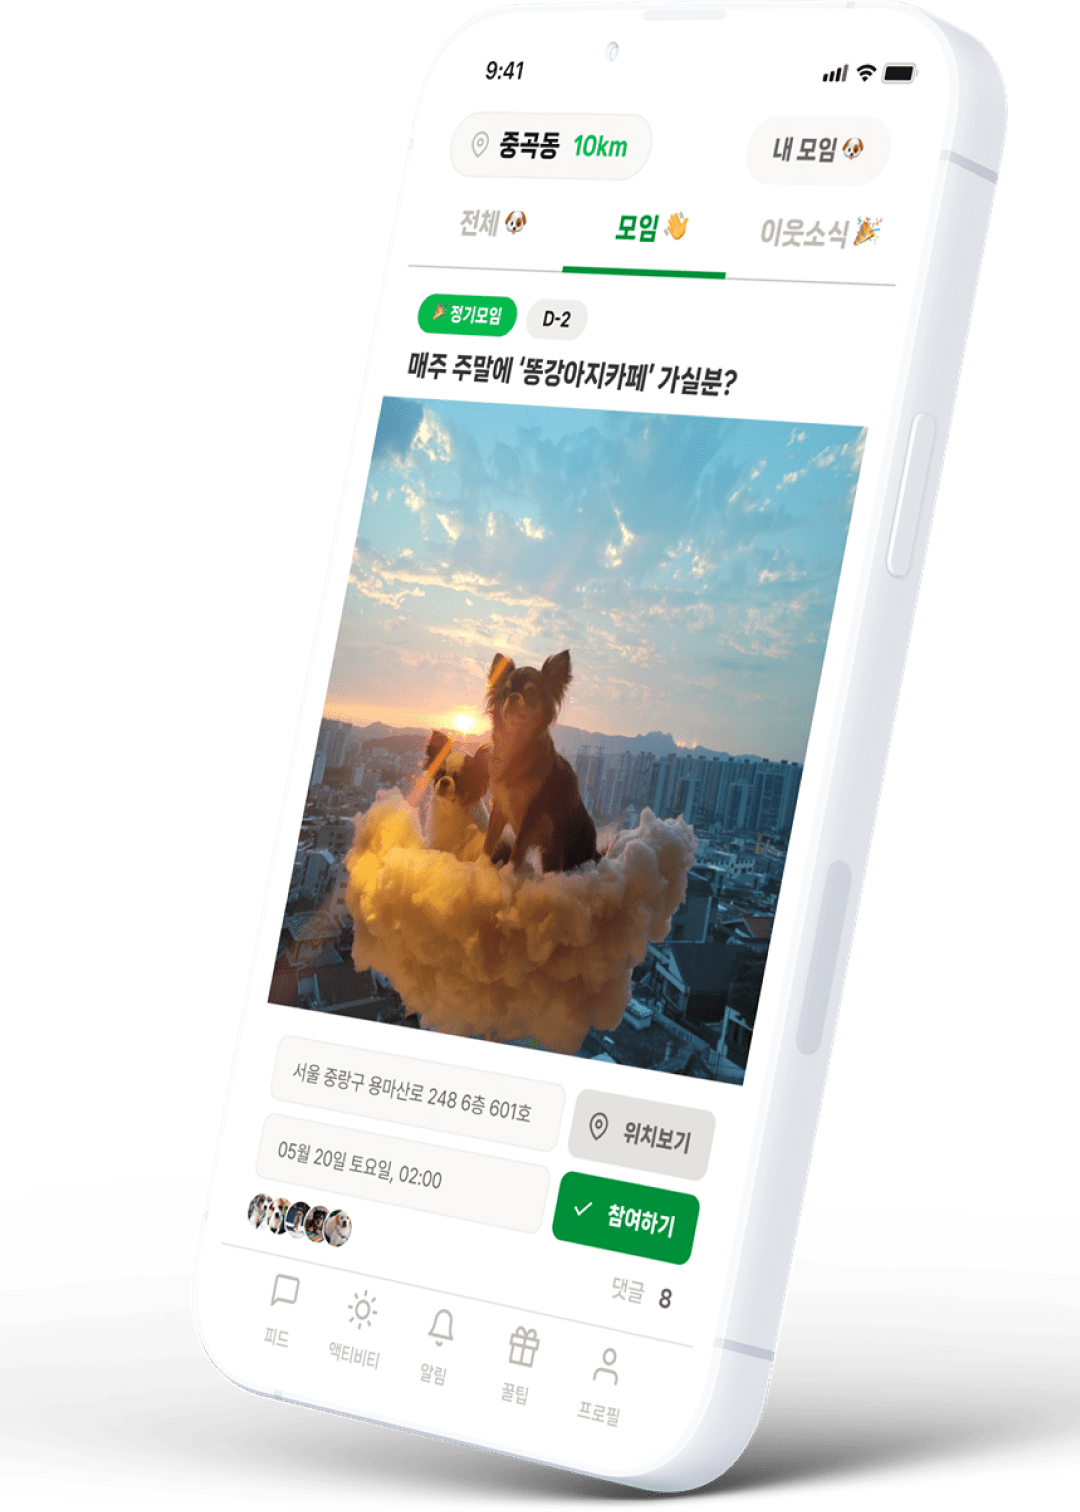 9:41
중곡동 10km
내 모임
전체
모임
이웃소식
정기모임
D-2
매주 주말에 ‘똥강아지카페’ 가실분?
서울 중랑구 용마산로 248 6층 601호
위치보기
05월 20일 토요일, 02:00
참여하기
댓글 8
피드
액티비티
알림
꿀팁
프로필